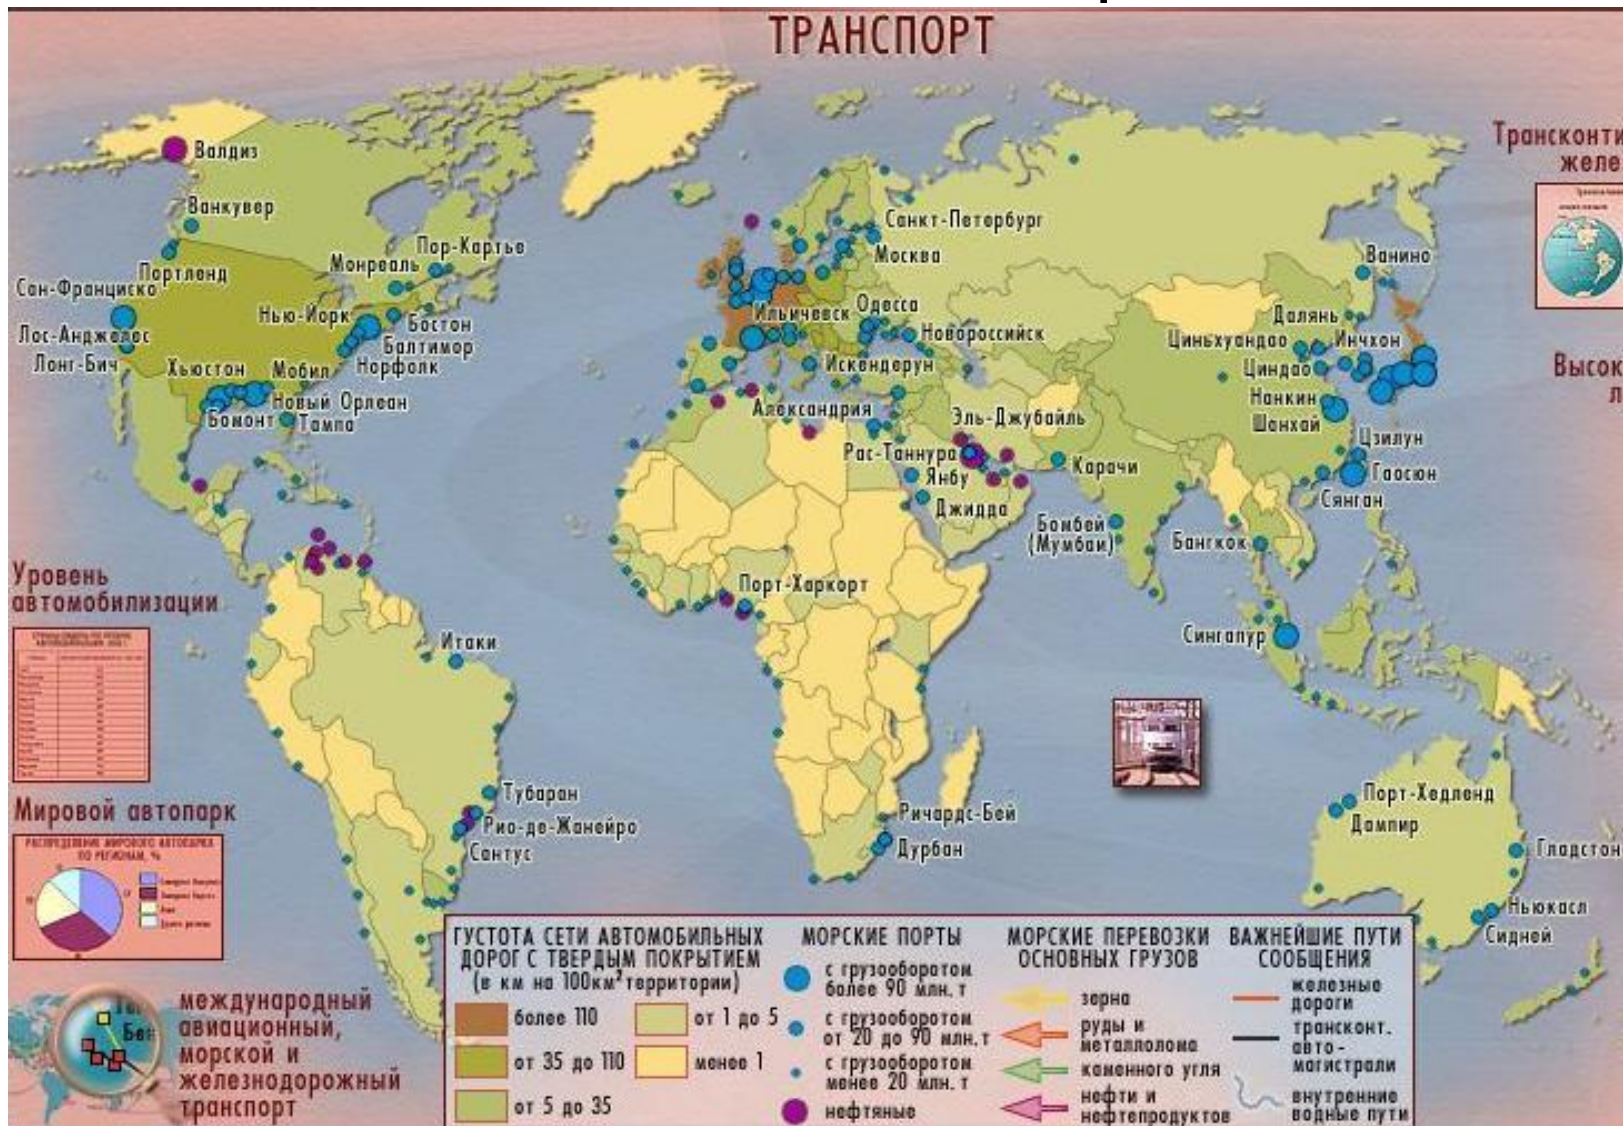 ТРАНСПОРТ
Валдиз
Ванкувер
Портленд
Сан-Франциско
Лос-Анджелес
Лонг-Бич
Монреаль
Пор-Картье
Нью-Йорк
Бостон
Балтимор
Норфолк
Хьюстон
Мобил
Новый Орлеан
Бомонт
Тампа
Санкт-Петербург
Москва
Ильичевск
Одесса
Новороссийск
Искендерун
Александрия
Эль-Джубайль
Рас-Таннура
Янбу
Джидда
Карачи
Бомбей
(Мумбаи)
Бангкок
Ванино
Далянь
Циньхуандао
Инчхон
Циндао
Нанкин
Шанхай
Цзилун
Гаосюн
Сянган
Сингапур
Порт-Харкорт
Итаки
Тубаран
Рио-де-Жанейро
Сантус
Ричардс-Бей
Дурбан
Порт-Хедленд
Дампир
Гладстон
Ньюкасл
Сидней
Трансконти
желе
Высок
л
Уровень
автомобилизации
Мировой автопарк
РАСПРЕДЕЛЕНИЕ МИРОВОГО АВТОПАРКА
ПО РЕГИОНАМ, %
международный
авиационный,
морской и
железнодорожный
транспорт
ГУСТОТА СЕТИ АВТОМОБИЛЬНЫХ
ДОРОГ С ТВЕРДЫМ ПОКРЫТИЕМ
(в км на 100км² территории)
более 110
от 35 до 110
от 5 до 35
от 1 до 5
менее 1
МОРСКИЕ ПОРТЫ
с грузооборотом
более 90 млн. т
с грузооборотом
от 20 до 90 млн. т
с грузооборотом
менее 20 млн. т
нефтяные
МОРСКИЕ ПЕРЕВОЗКИ
ОСНОВНЫХ ГРУЗОВ
зерна
руды и
металлолома
каменного угля
нефти и
нефтепродуктов
ВАЖНЕЙШИЕ ПУТИ
СООБЩЕНИЯ
железные
дороги
трансконт.
авто-
магистрали
внутренние
водные пути